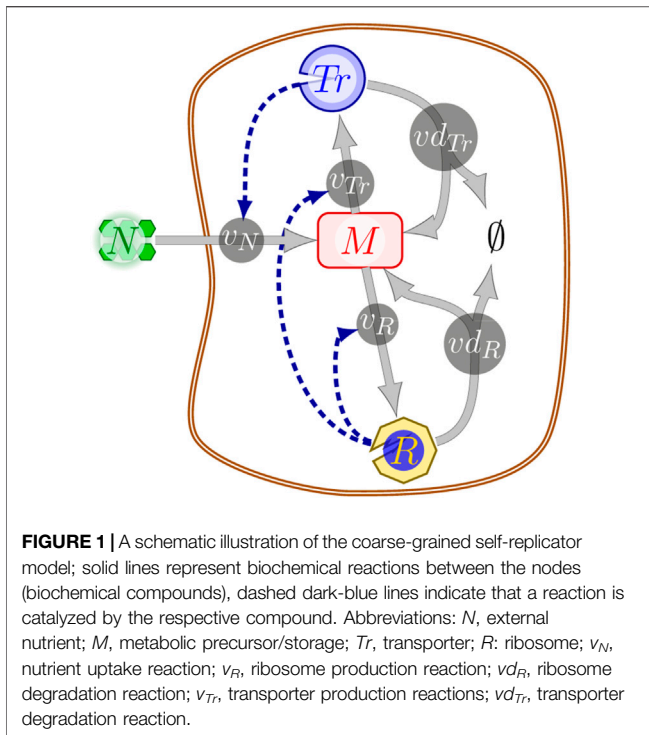 Tr
vd_Tr
v_Tr
N
v_N
M
∅
v_R
vd_R
R
FIGURE 1 | A schematic illustration of the coarse-grained self-replicator
model; solid lines represent biochemical reactions between the nodes
(biochemical compounds), dashed dark-blue lines indicate that a reaction is
catalyzed by the respective compound. Abbreviations: N, external
nutrient; M, metabolic precursor/storage; Tr, transporter; R: ribosome; v_N,
nutrient uptake reaction; v_R, ribosome production reaction; vd_R, ribosome
degradation reaction; v_Tr, transporter production reactions; vd_Tr, transporter
degradation reaction.